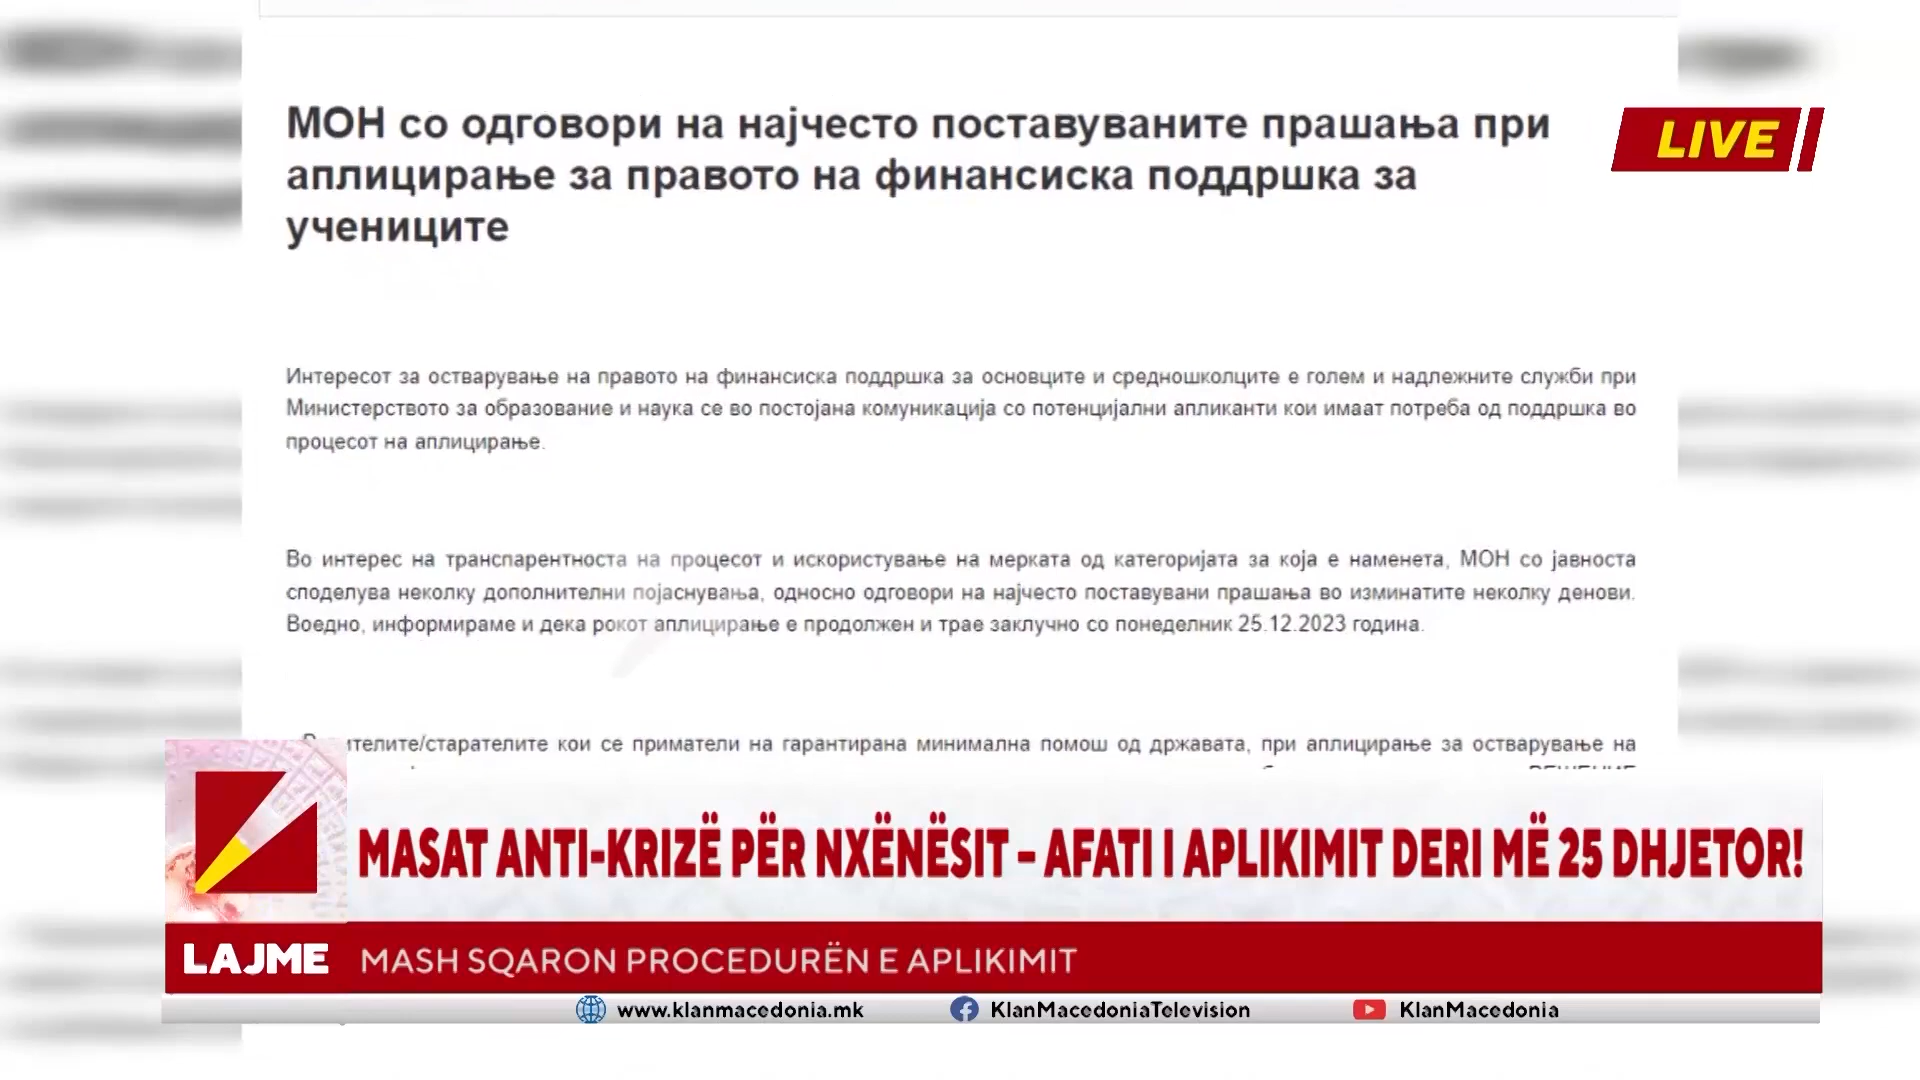 МОН со одговори на најчесто поставуваните прашања при
аплицирање за правото на финансиска поддршка за
учениците
LIVE
Интересот за остварување на правото на финансиска поддршка за основците и средношколците е голем и надлежните служби при
Министерството за образование и наука се во постојана комуникација со потенцијални апликанти кои имаат потреба од поддршка во
процесот на аплицирање.
Во интерес на транспарентноста на процесот и искористување на мерката од категоријата за која е наменета, МОН со јавноста
споделува неколку дополнителни појаснувања, односно одговори на најчесто поставувани прашања во изминатите неколку денови.
Воедно, информираме и дека рокот аплицирање е продолжен и трае заклучно со понеделник 25.12.2023 година.
кои се приматели на гарантирана минимална помош од државата, при аплицирање за остварување на
MASAT ANTI-KRIZË PËR NXËNËSIT – AFATI I APLIKIMIT DERI MË 25 DHJETOR!
LAJME MASH SQARON PROCEDURËN E APLIKIMIT
www.klanmacedonia.mk KlanMacedoniaTelevision KlanMacedonia